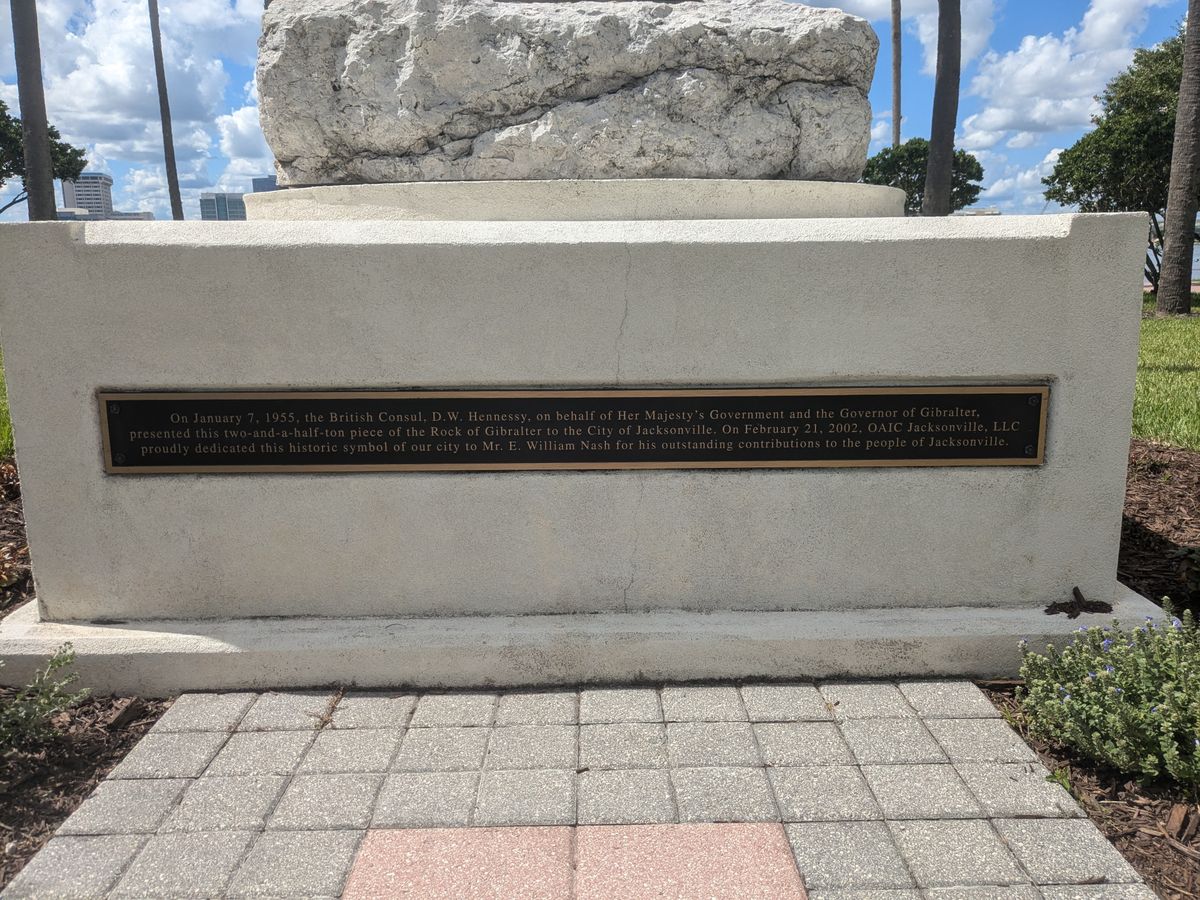 On January 7, 1955, the British Consul, D.W. Hennessy, on behalf of Her Majesty's Government and the Governor of Gibralter,
presented this two-and-a-half-ton piece of the Rock of Gibralter to the City of Jacksonville. On February 21, 2002, OAIC Jacksonville, LLC
proudly dedicated this historic symbol of our city to Mr. E. William Nash for his outstanding contributions to the people of Jacksonville.